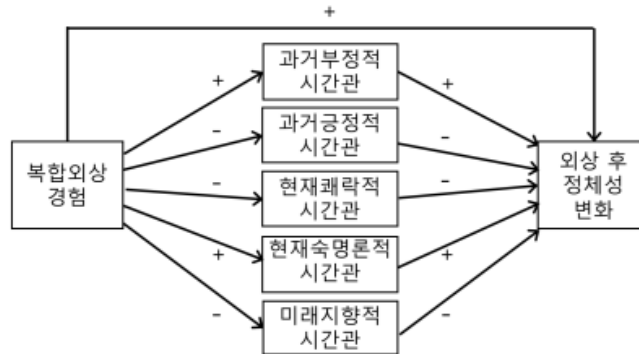 +
과거부정적
시간관
+
+
과거긍정적
시간관
-
-
복합외상
경험
현재쾌락적
시간관
-
-
외상 후
정체성
변화
현재숙명론적
시간관
+
+
미래지향적
시간관
-
-